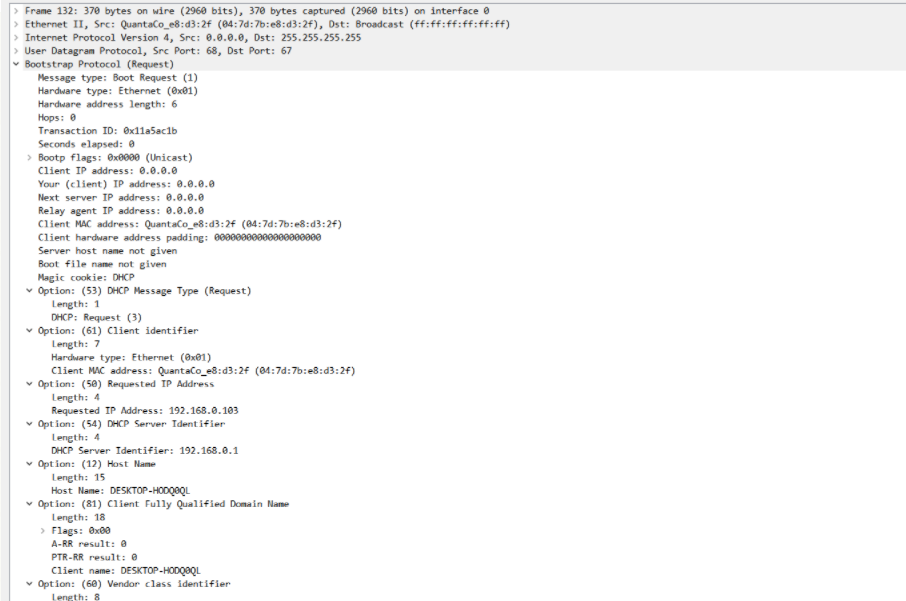 Frame 132: 370 bytes on wire (2960 bits), 370 bytes captured (2960 bits) on interface 0
Ethernet II, Src: QuantaCo_e8:d3:2f (04:7d:7b:e8:d3:2f), Dst: Broadcast (ff:ff:ff:ff:ff:ff)
Internet Protocol Version 4, Src: 0.0.0.0, Dst: 255.255.255.255
User Datagram Protocol, Src Port: 68, Dst Port: 67
Bootstrap Protocol (Request)
Message type: Boot Request (1)
Hardware type: Ethernet (0x01)
Hardware address length: 6
Hops: 0
Transaction ID: 0x11a5ac1b
Seconds elapsed: 0
Bootp flags: 0x0000 (Unicast)
Client IP address: 0.0.0.0
Your (client) IP address: 0.0.0.0
Next server IP address: 0.0.0.0
Relay agent IP address: 0.0.0.0
Client MAC address: QuantaCo_e8:d3:2f (04:7d:7b:e8:d3:2f)
Client hardware address padding: 00000000000000000000
Server host name not given
Boot file name not given
Magic cookie: DHCP
Option: (53) DHCP Message Type (Request)
Length: 1
DHCP: Request (3)
Option: (61) Client identifier
Length: 7
Hardware type: Ethernet (0x01)
Client MAC address: QuantaCo_e8:d3:2f (04:7d:7b:e8:d3:2f)
Option: (50) Requested IP Address
Length: 4
Requested IP Address: 192.168.0.103
Option: (54) DHCP Server Identifier
Length: 4
DHCP Server Identifier: 192.168.0.1
Option: (12) Host Name
Length: 15
Host Name: DESKTOP-HODQ0QL
Option: (81) Client Fully Qualified Domain Name
Length: 18
Flags: 0x00
A-RR result: 0
PTR-RR result: 0
Client name: DESKTOP-HODQ0QL
Option: (60) Vendor class identifier
Length: 8